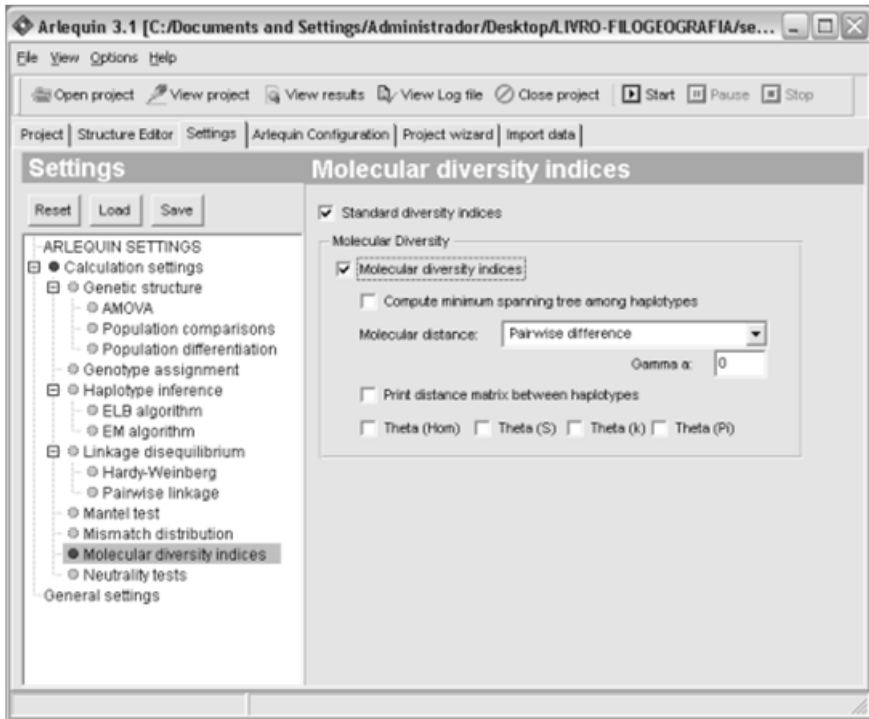 Arlequin 3.1 [C:/Documents and Settings/Administrador/Desktop/LIVRO-FILOGEOGRAFIA/se...
File View Options Help
Open project View project View results View Log file Close project Start Pause Stop
Project Structure Editor Settings Arlequin Configuration Project wizard Import data
Settings
Reset Load Save
ARLEQUIN SETTINGS
Calculation settings
Genetic structure
AMOVA
Population comparisons
Population differentiation
Genotype assignment
Haplotype inference
ELB algorithm
EM algorithm
Linkage disequilibrium
Hardy-Weinberg
Pairwise linkage
Mantel test
Mismatch distribution
Molecular diversity indices
Neutrality tests
General settings
Molecular diversity indices
Standard diversity indices
Molecular Diversity
Molecular diversity indices
Compute minimum spanning tree among haplotypes
Molecular distance: Pairwise difference
Gamma a: 0
Print distance matrix between haplotypes
Theta (Hom) Theta (S) Theta (k) Theta (Pi)